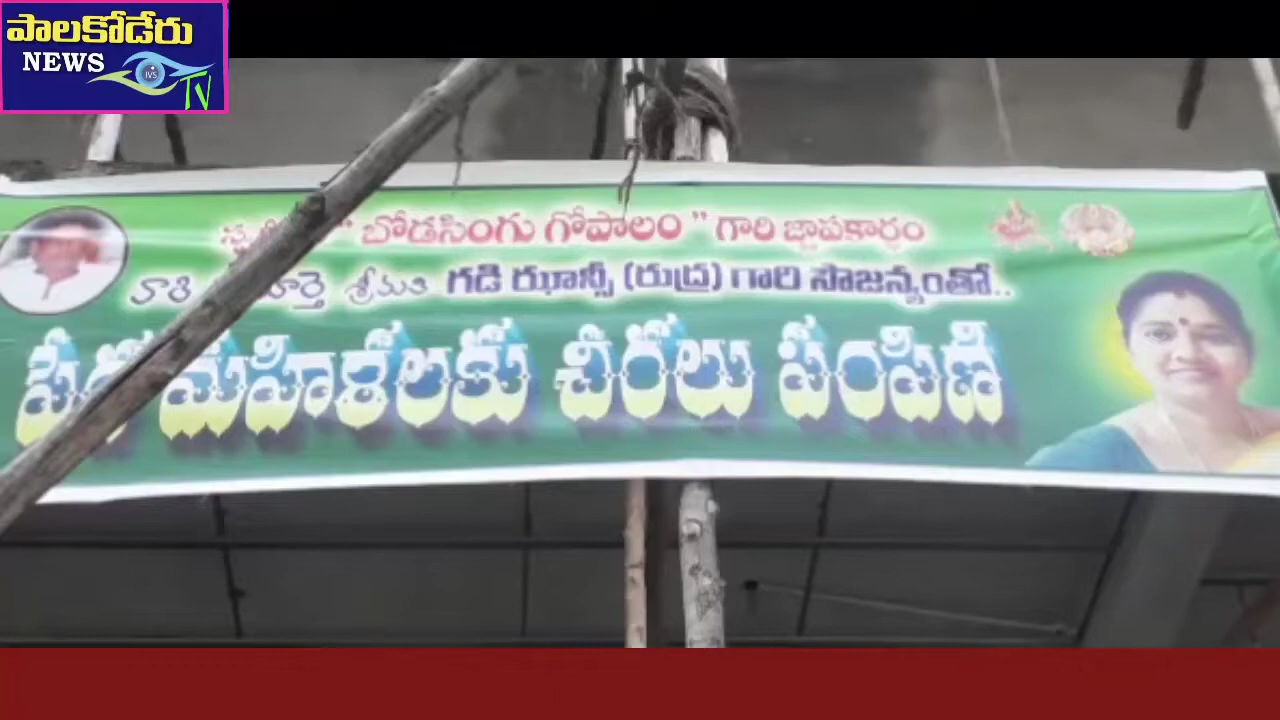 పాలకోడేరు
NEWS
IVS
TV
" బోడసింగు గోపాలం " గారి జ్ఞాపకార్థం
వారి శ్రీమతి గడి ఝాన్సీ (రుద్ర) గారి సౌజన్యంతో..
పేద మహిళలకు చీరలు పంపిణీ